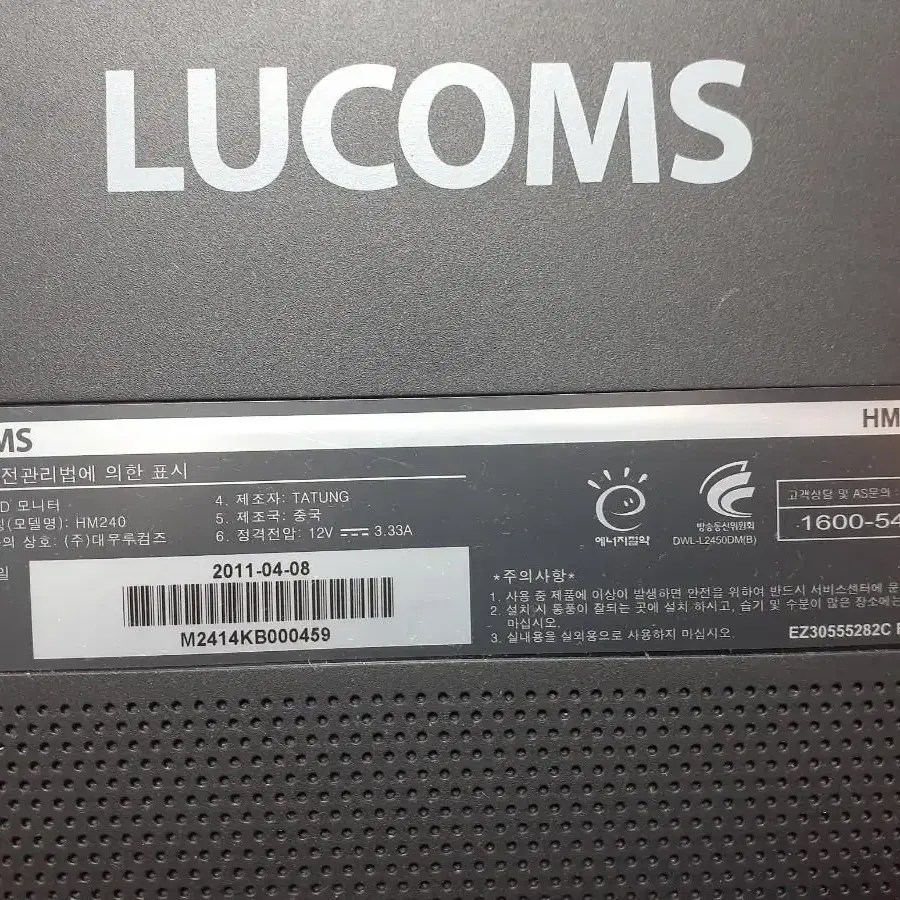 LUCOMS
MS
HM
전관리법에 의한 표시
D 모니터
(모델명): HM240
의 상호: (주)대우루컴즈
4. 제조자: TATUNG
5. 제조국: 중국
6. 정격전압: 12V 3.33A
일
2011-04-08
M2414KB000459
에너지절약
방송통신위원회
DWL-L2450DM(B)
고객상담 및 AS문의
1600-54
*주의사항*
1. 사용 중 제품에 이상이 발생하면 안전을 위하여 반드시 서비스센터에 문
2. 설치 시 통풍이 잘되는 곳에 설치 하시고, 습기 및 수분이 많은 장소에는
마십시오.
3. 실내용을 실외용으로 사용하지 마십시오.
EZ30555282C